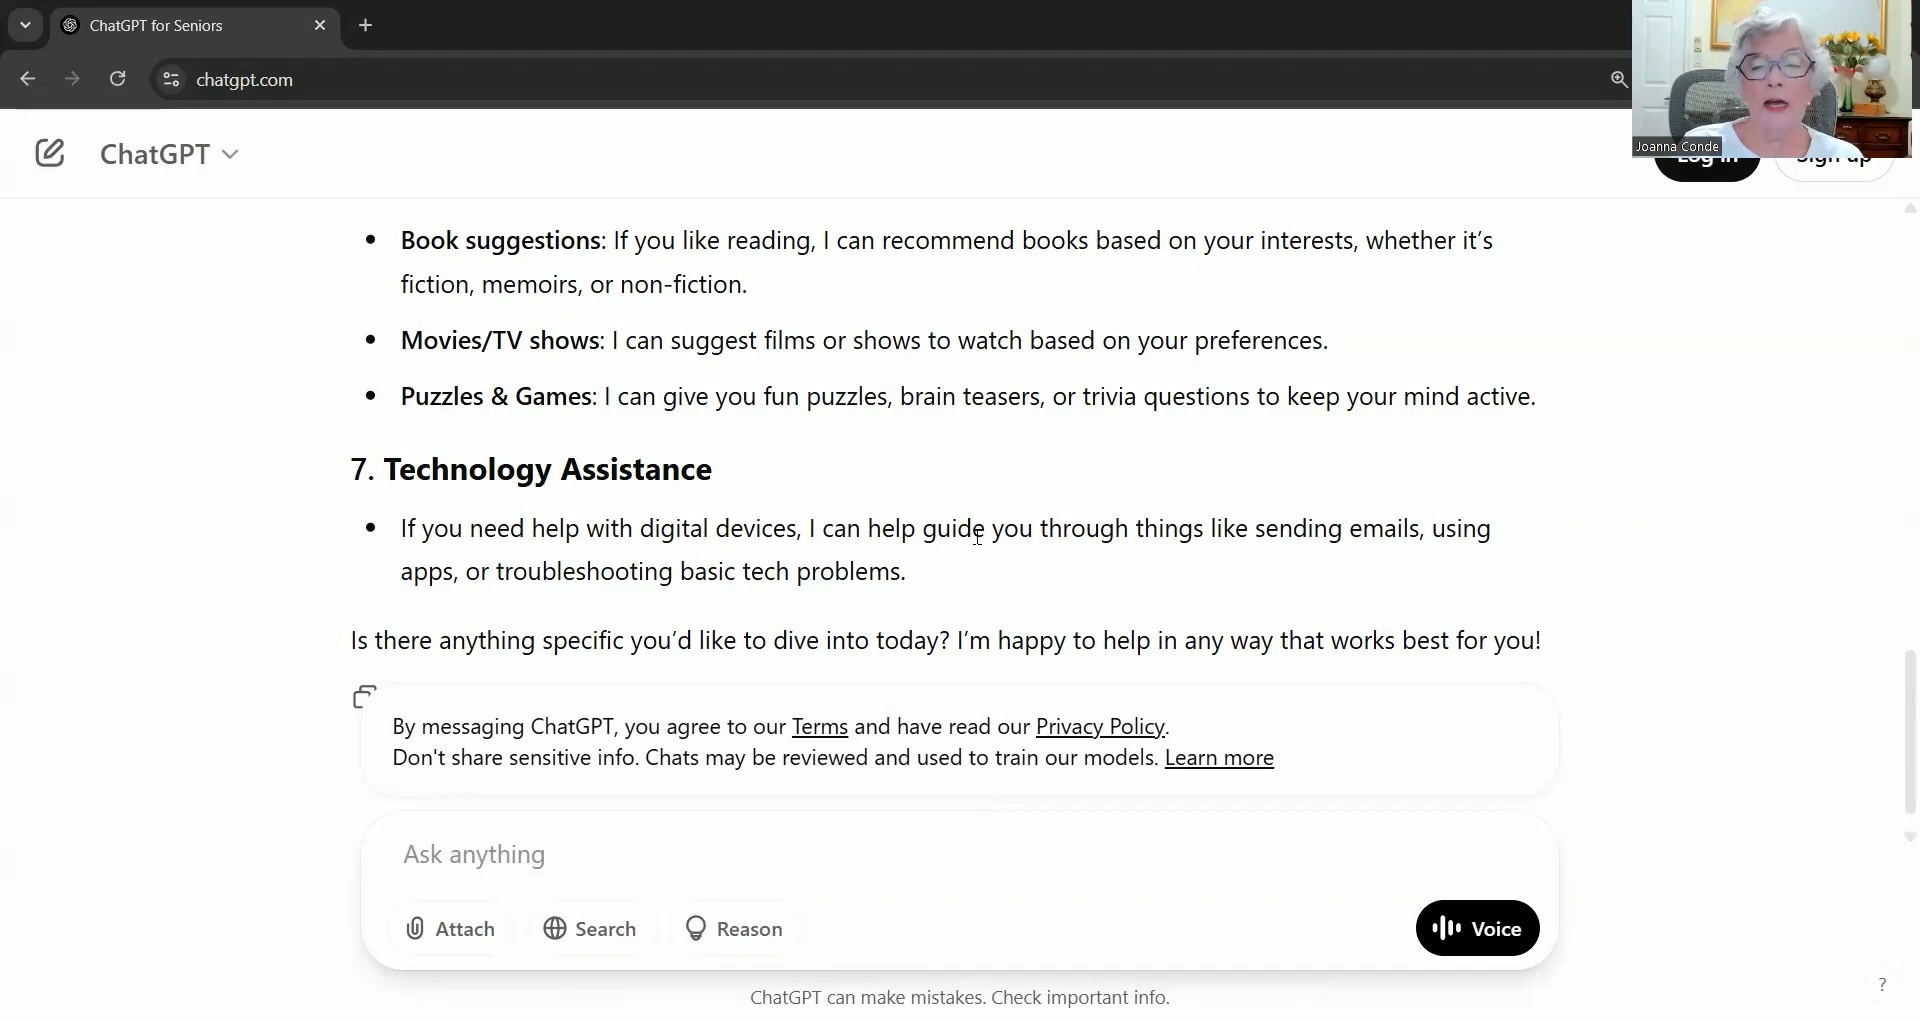 ChatGPT for Seniors
chatgpt.com
Joanna Conde
ChatGPT
Log in
Sign up
• Book suggestions: If you like reading, I can recommend books based on your interests, whether it’s
fiction, memoirs, or non-fiction.
• Movies/TV shows: I can suggest films or shows to watch based on your preferences.
• Puzzles & Games: I can give you fun puzzles, brain teasers, or trivia questions to keep your mind active.
7. Technology Assistance
• If you need help with digital devices, I can help guide you through things like sending emails, using
apps, or troubleshooting basic tech problems.
Is there anything specific you’d like to dive into today? I’m happy to help in any way that works best for you!
By messaging ChatGPT, you agree to our Terms and have read our Privacy Policy.
Don't share sensitive info. Chats may be reviewed and used to train our models. Learn more
Ask anything
Attach
Search
Reason
Voice
ChatGPT can make mistakes. Check important info.
?